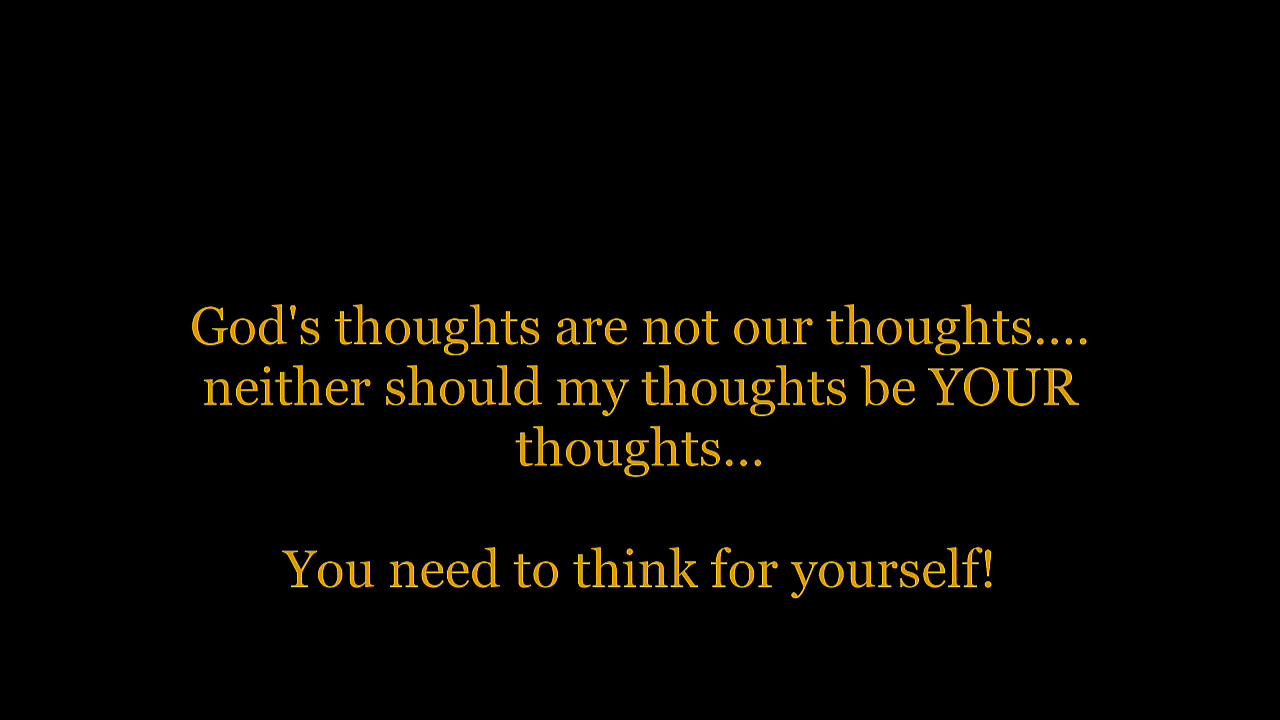 God's thoughts are not our thoughts....
neither should my thoughts be YOUR
thoughts...
You need to think for yourself!